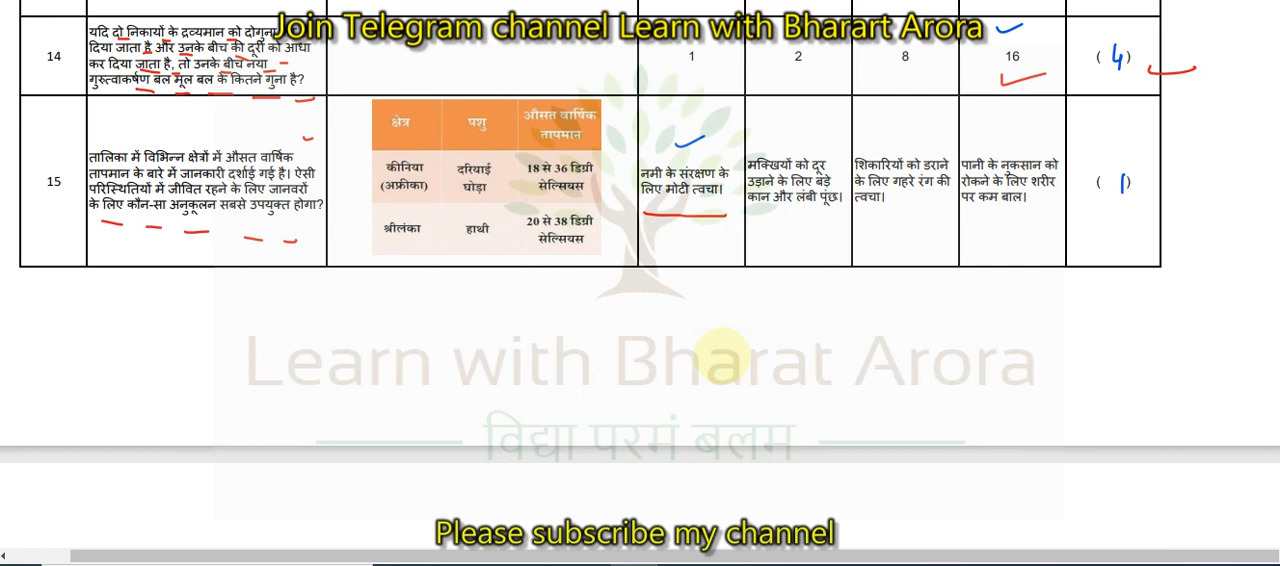 Join Telegram channel Learn with Bharart Arora
14
यदि दो निकायों के द्रव्यमान को दोगुना
दिया जाता है और उनके बीच की दूरी को आधा
कर दिया जाता है, तो उनके बीच नया
गुरुत्वाकर्षण बल मूल बल के कितने गुना है?
1
2
8
16
( 4 )
15
तालिका में विभिन्न क्षेत्रों में औसत वार्षिक
तापमान के बारे में जानकारी दर्शाई गई है। ऐसी
परिस्थितियों में जीवित रहने के लिए जानवरों
के लिए कौन-सा अनुकूलन सबसे उपयुक्त होगा?
क्षेत्र
पशु
औसत वार्षिक
तापमान
कीनिया
(अफ्रीका)
दरियाई
घोड़ा
18 से 36 डिग्री
सेल्सियस
श्रीलंका
हाथी
20 से 38 डिग्री
सेल्सियस
नमी के संरक्षण के
लिए मोटी त्वचा।
मक्खियों को दूर
उड़ाने के लिए बड़े
कान और लंबी पूंछ।
शिकारियों को डराने
के लिए गहरे रंग की
त्वचा।
पानी के नुकसान को
रोकने के लिए शरीर
पर कम बाल।
( 1 )
Learn with Bharat Arora
विद्या परमं बलम
Please subscribe my channel